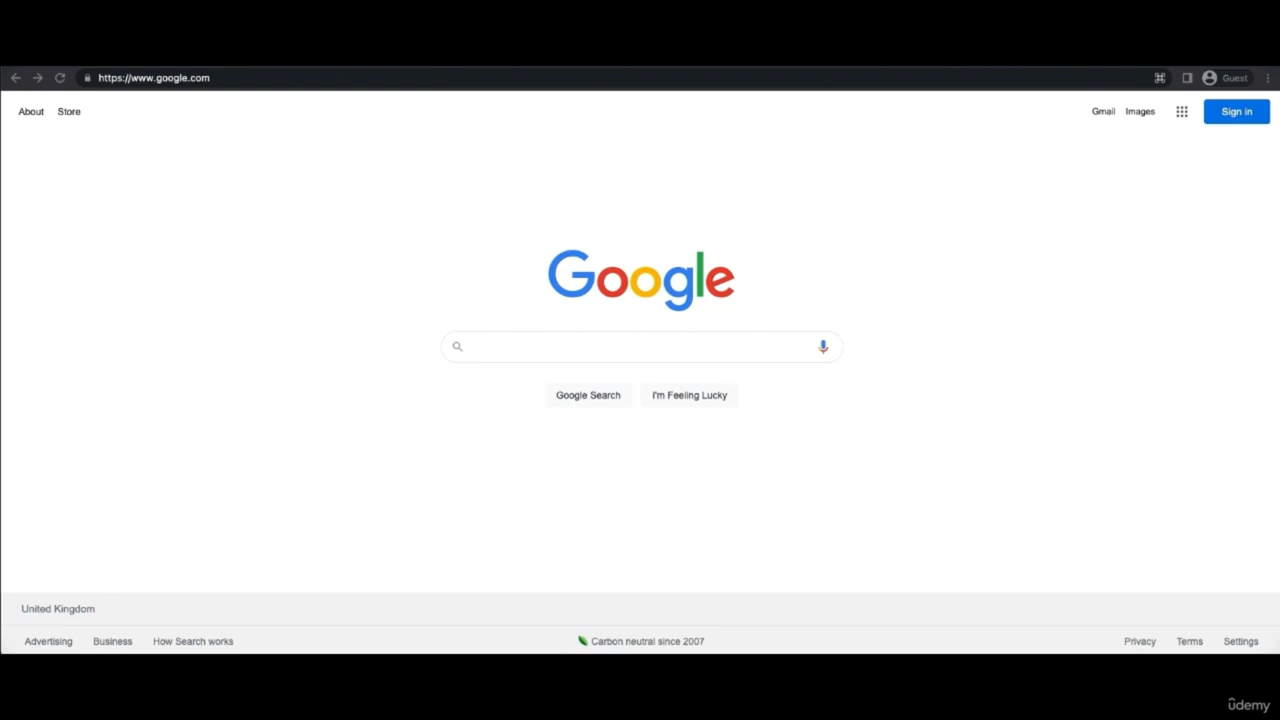 https://www.google.com
Guest
About Store
Gmail Images Sign in
Google
Google Search I'm Feeling Lucky
United Kingdom
Advertising Business How Search works
Carbon neutral since 2007
Privacy Terms Settings
udemy